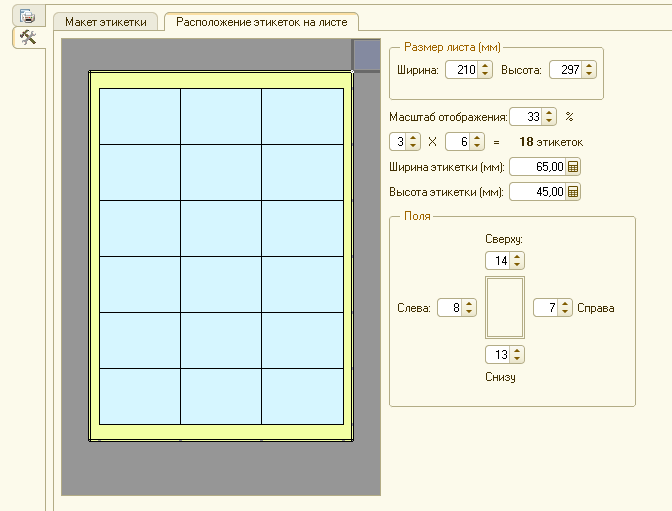 Макет этикетки Расположение этикеток на листе
Размер листа (мм)
Ширина: 210 Высота: 297
Масштаб отображения: 33 %
3 X 6 = 18 этикеток
Ширина этикетки (мм): 65,00
Высота этикетки (мм): 45,00
Поля
Сверху:
14
Слева: 8 7 Справа
13
Снизу